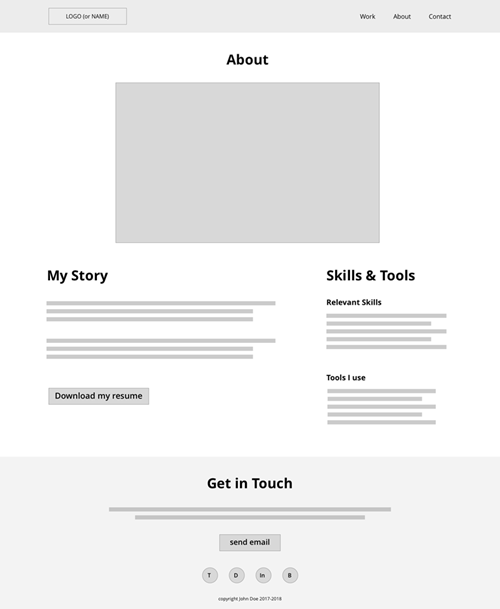 LOGO (or NAME)
Work About Contact
About
My Story
Download my resume
Skills & Tools
Relevant Skills
Tools I use
Get in Touch
send email
T D In B
copyright John Doe 2017-2018